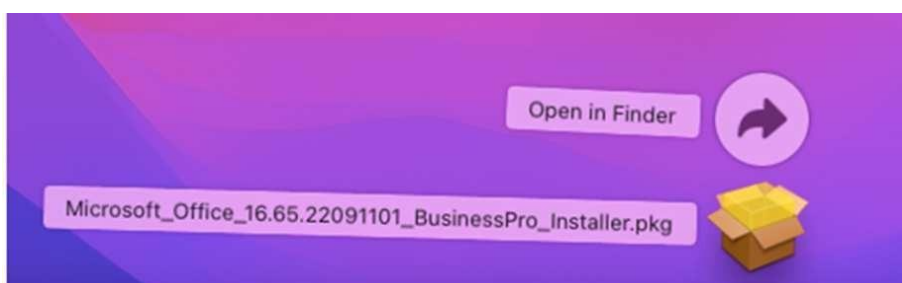 Open in Finder
Microsoft_Office_16.65.22091101_BusinessPro_Installer.pkg